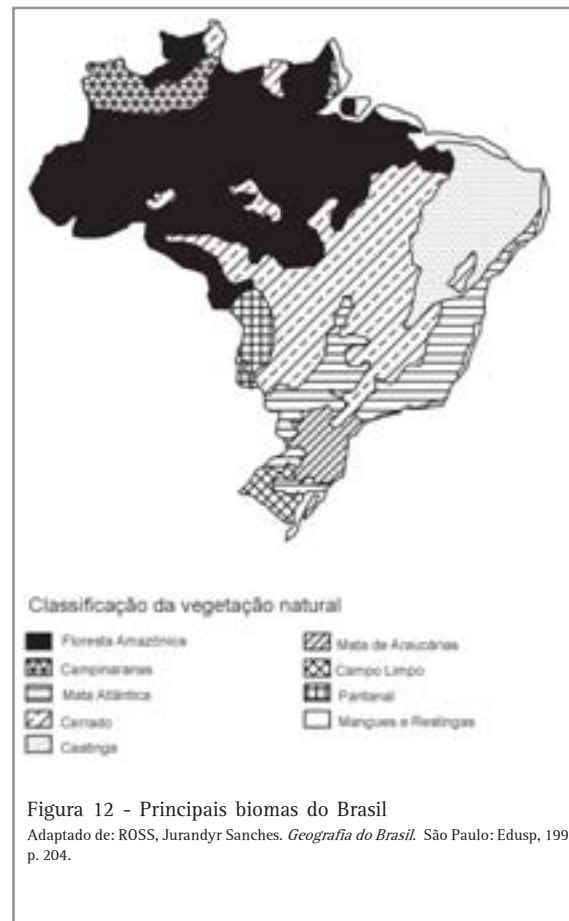 Classificação da vegetação natural
Floresta Amazônica
Campinaranas
Mata Atlântica
Cerrado
Caatinga
Mata de Araucárias
Campo Limpo
Pantanal
Mangues e Restingas
Figura 12 - Principais biomas do Brasil
Adaptado de: ROSS, Jurandyr Sanches. Geografia do Brasil. São Paulo: Edusp, 199
p. 204.